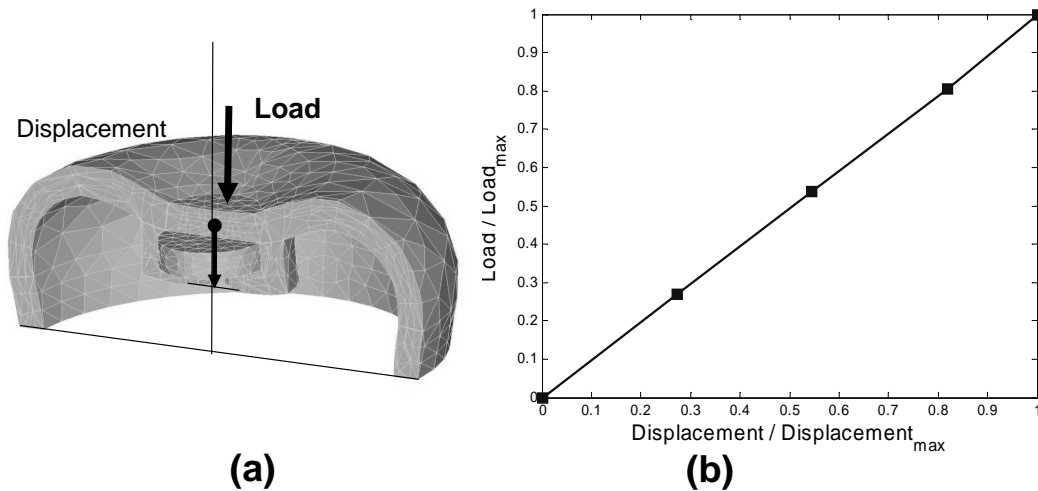 Load
Displacement
(a)
1
0.9
0.8
0.7
0.6
0.5
0.4
0.3
0.2
0.1
0
Load / Load_max
0 0.1 0.2 0.3 0.4 0.5 0.6 0.7 0.8 0.9 1
Displacement / Displacement_max
(b)